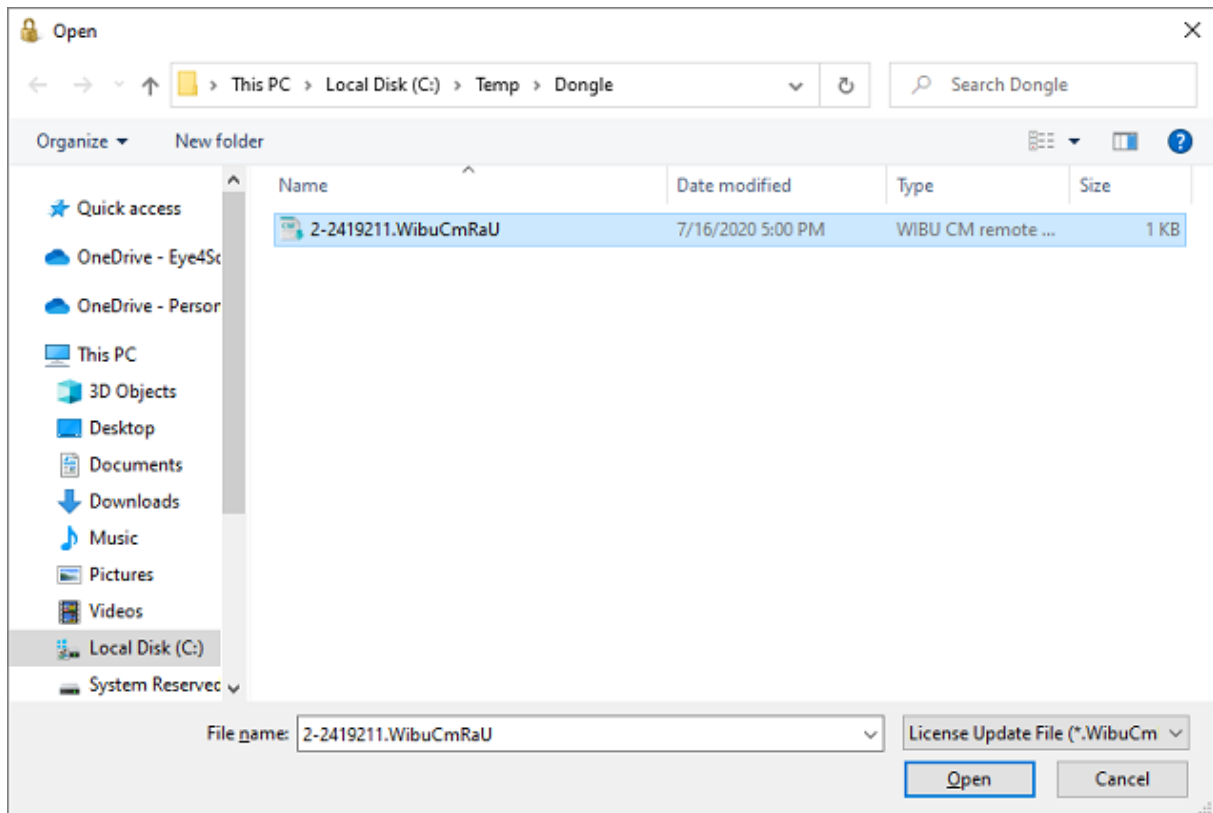 Open
This PC > Local Disk (C:) > Temp > Dongle
Search Dongle
Organize
New folder
Name
Date modified
Type
Size
2-2419211.WibuCmRaU
7/16/2020 5:00 PM
WIBU CM remote ...
1 KB
Quick access
OneDrive - Eye4Sc
OneDrive - Person
This PC
3D Objects
Desktop
Documents
Downloads
Music
Pictures
Videos
Local Disk (C:)
System Reserved
File name:
2-2419211.WibuCmRaU
License Update File (*.WibuCm
Open
Cancel